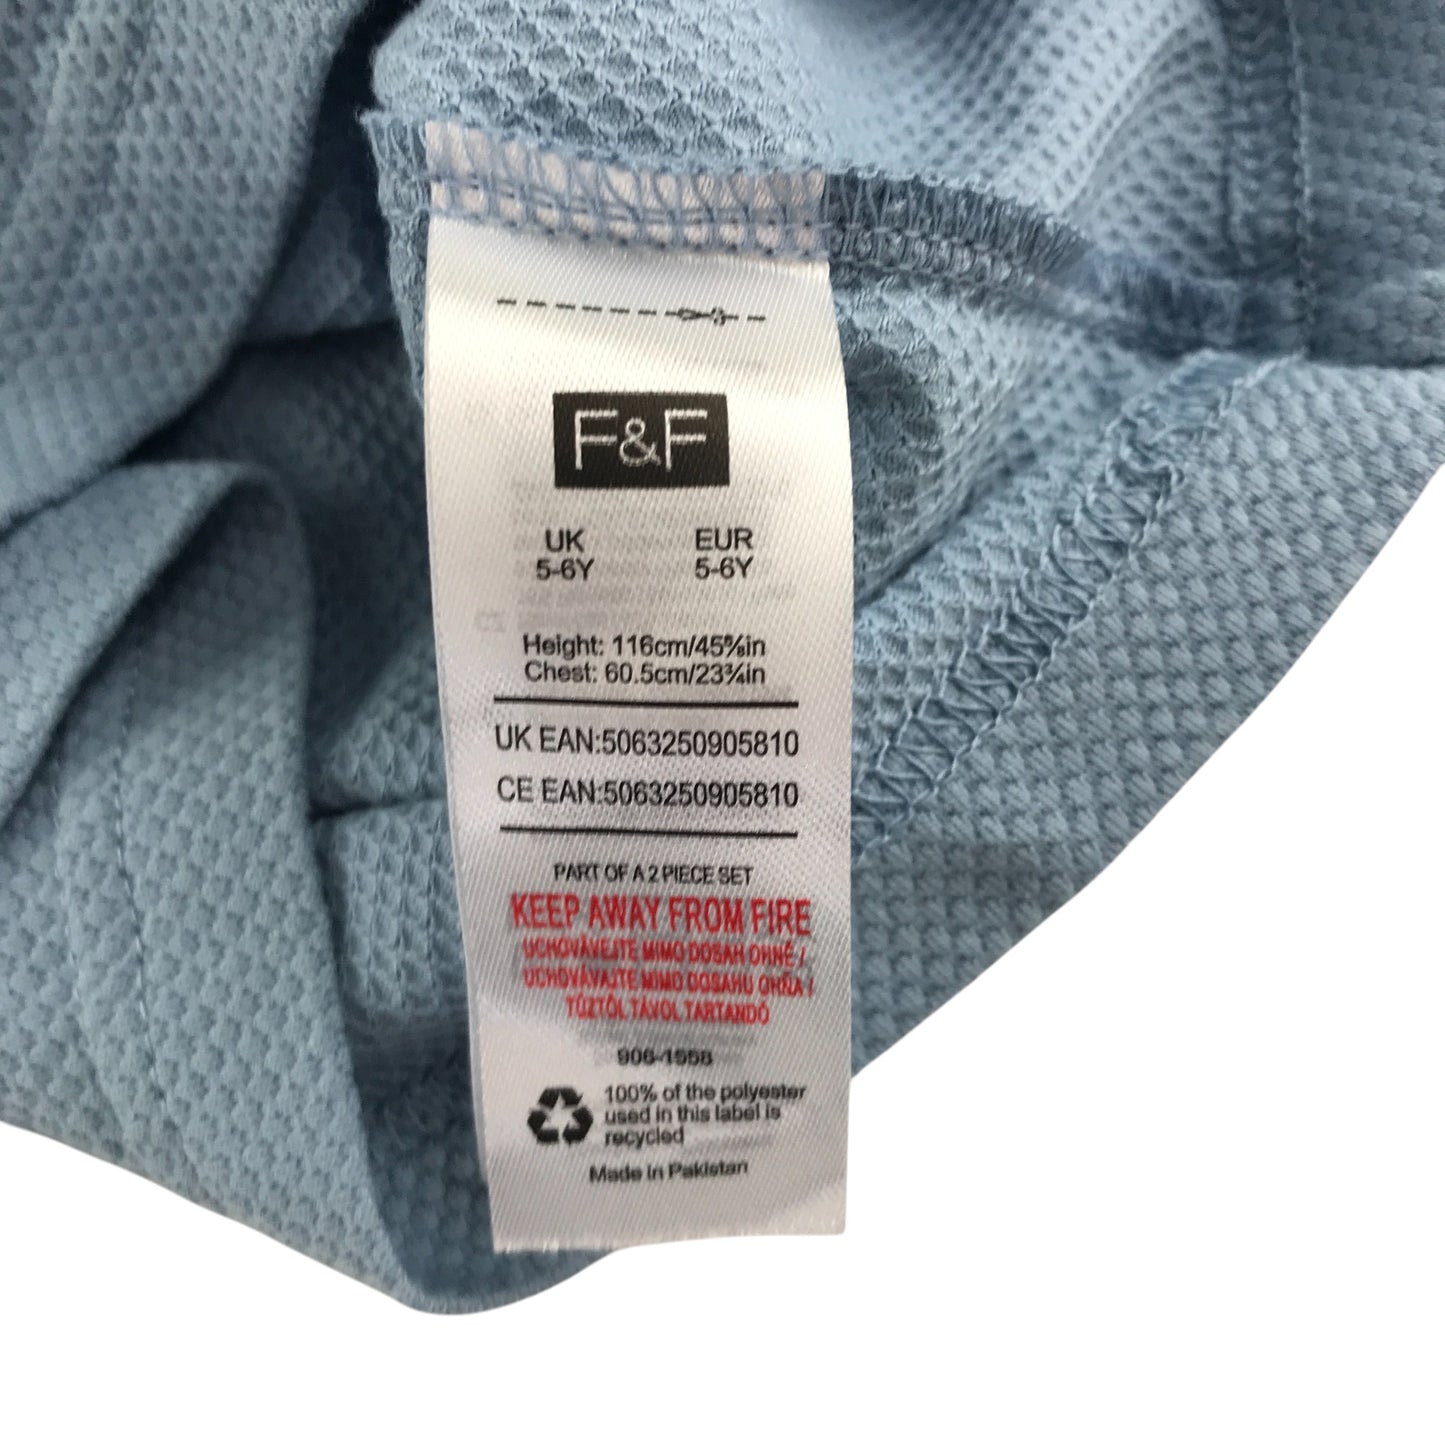 F&F
UK EUR
5-6Y 5-6Y
Height: 116cm/45⅝in
Chest: 60.5cm/23¾in
UK EAN:5063250905810
CE EAN:5063250905810
PART OF A 2 PIECE SET
KEEP AWAY FROM FIRE
UCHOVÁVEJTE MIMO DOSAH OHNĚ /
UCHOVÁVAJTE MIMO DOSAHU OHŇA /
TŰZTŐL TÁVOL TARTANDÓ
906-1558
100% of the polyester
used in this label is
recycled
Made in Pakistan